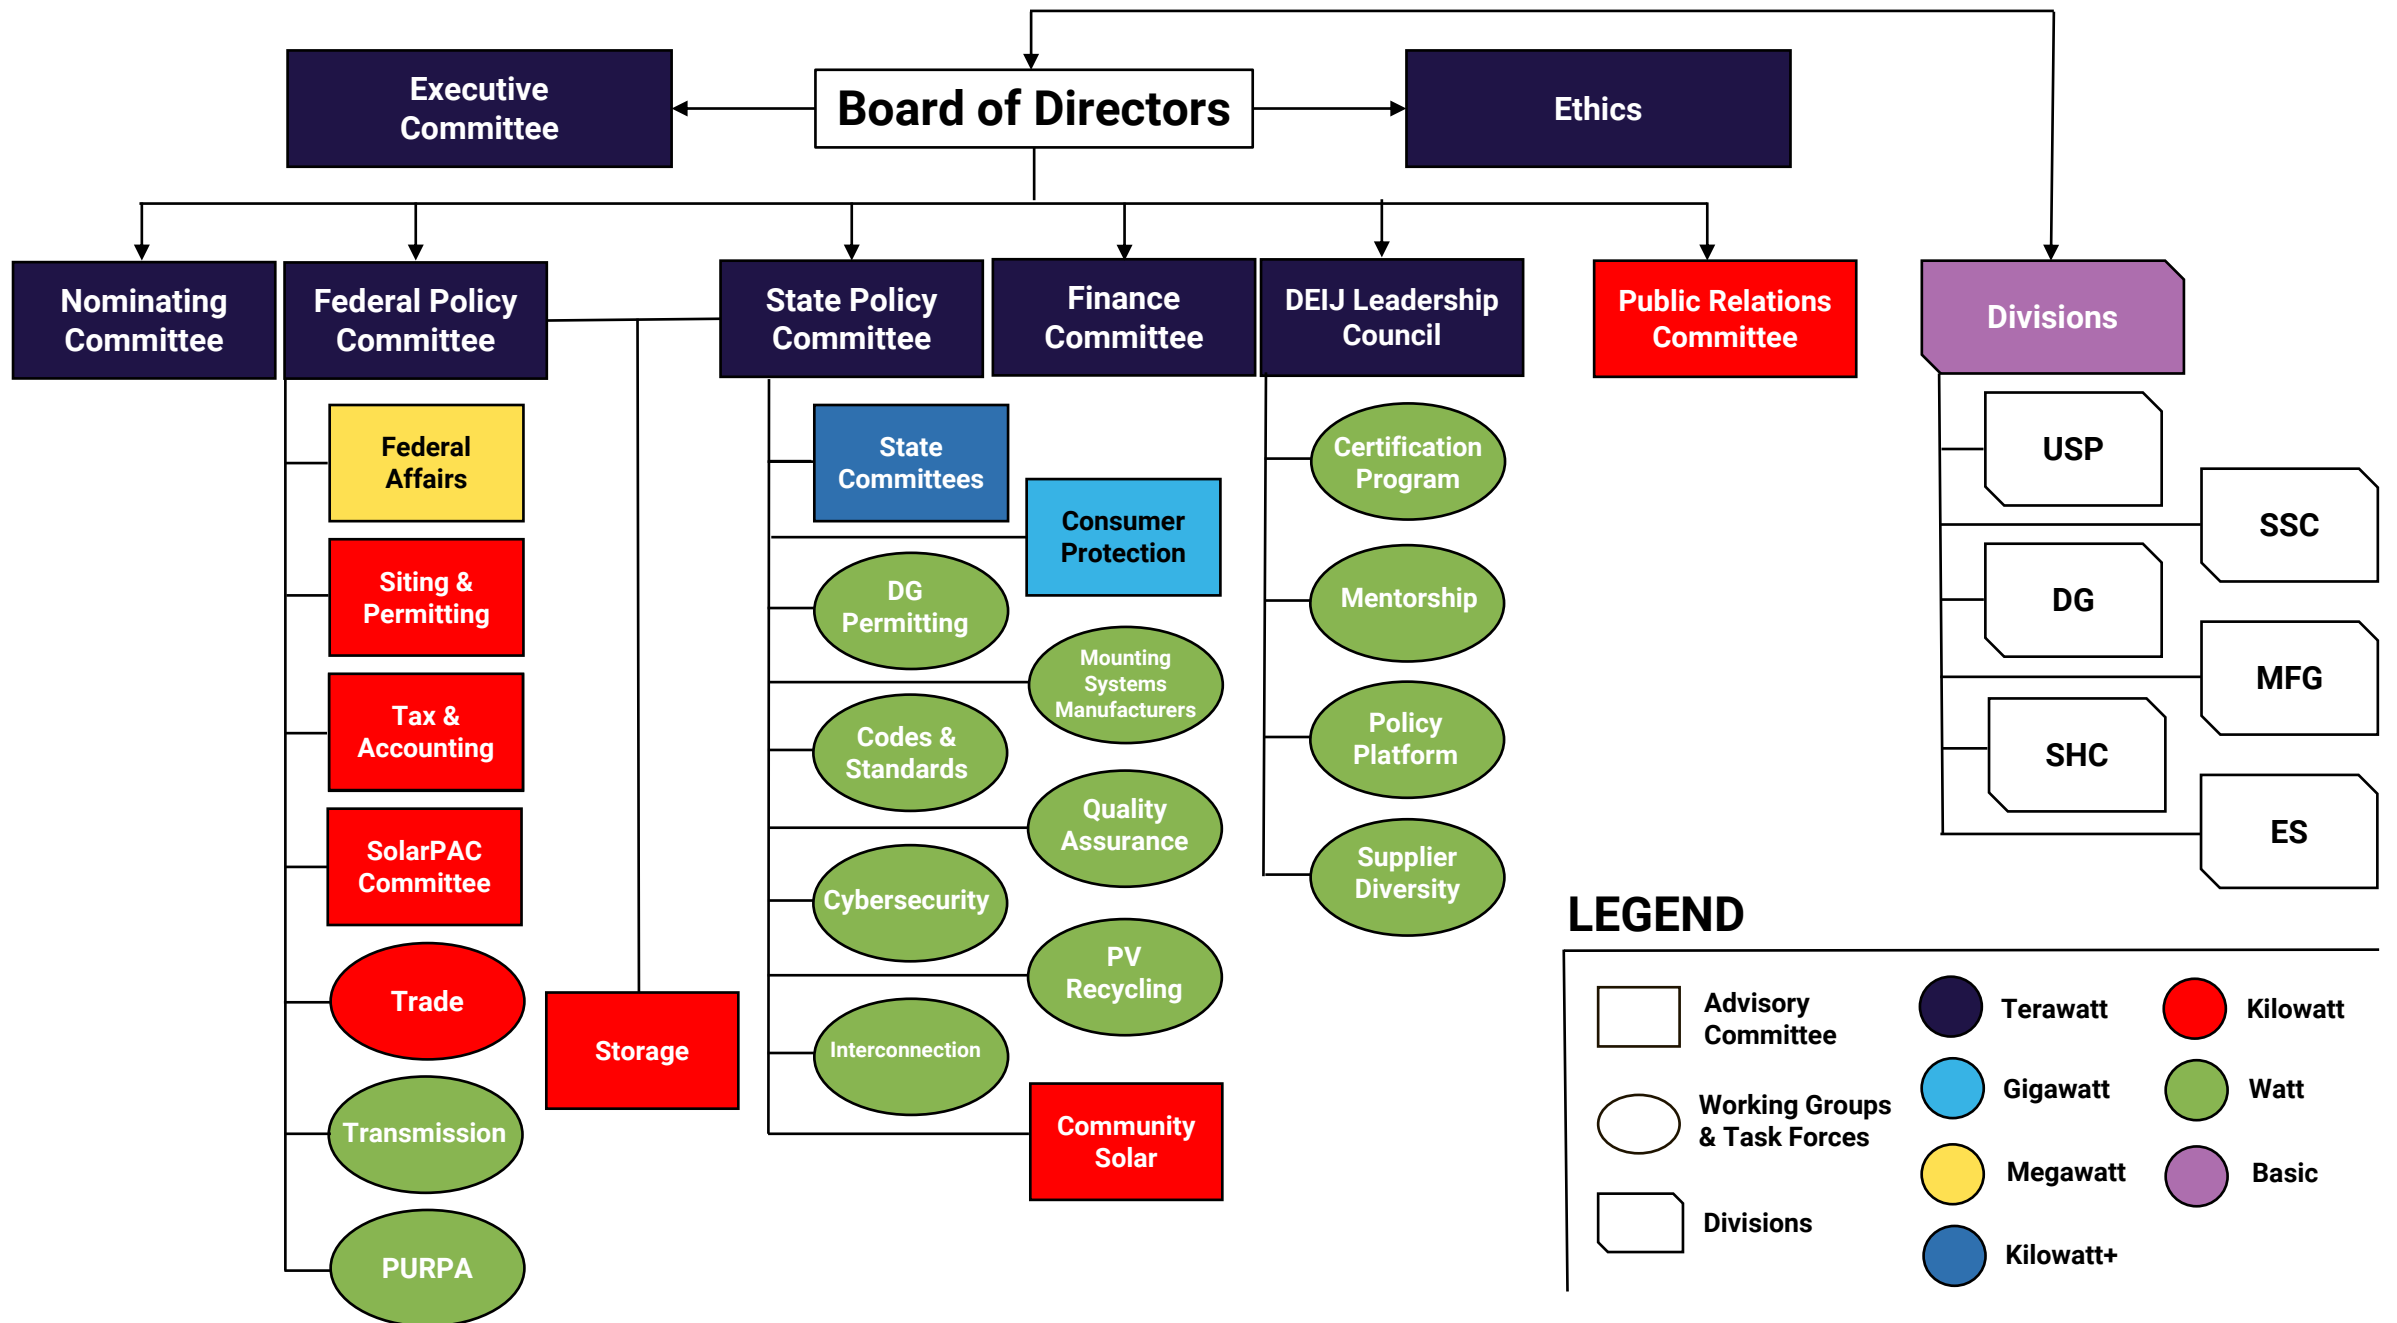 Executive
Committee
Board of Directors
Ethics
Nominating
Committee
Federal Policy
Committee
State Policy
Committee
Finance
Committee
DEIJ Leadership
Council
Public Relations
Committee
Divisions
Federal
Affairs
Siting &
Permitting
Tax &
Accounting
SolarPAC
Committee
Trade
Transmission
PURPA
Storage
State
Committees
Consumer
Protection
DG
Permitting
Mounting
Systems
Manufacturers
Codes &
Standards
Quality
Assurance
Cybersecurity
PV
Recycling
Interconnection
Community
Solar
Certification
Program
Mentorship
Policy
Platform
Supplier
Diversity
USP
SSC
DG
MFG
SHC
ES
LEGEND
Advisory
Committee
Working Groups
& Task Forces
Divisions
Terawatt
Gigawatt
Megawatt
Kilowatt+
Kilowatt
Watt
Basic